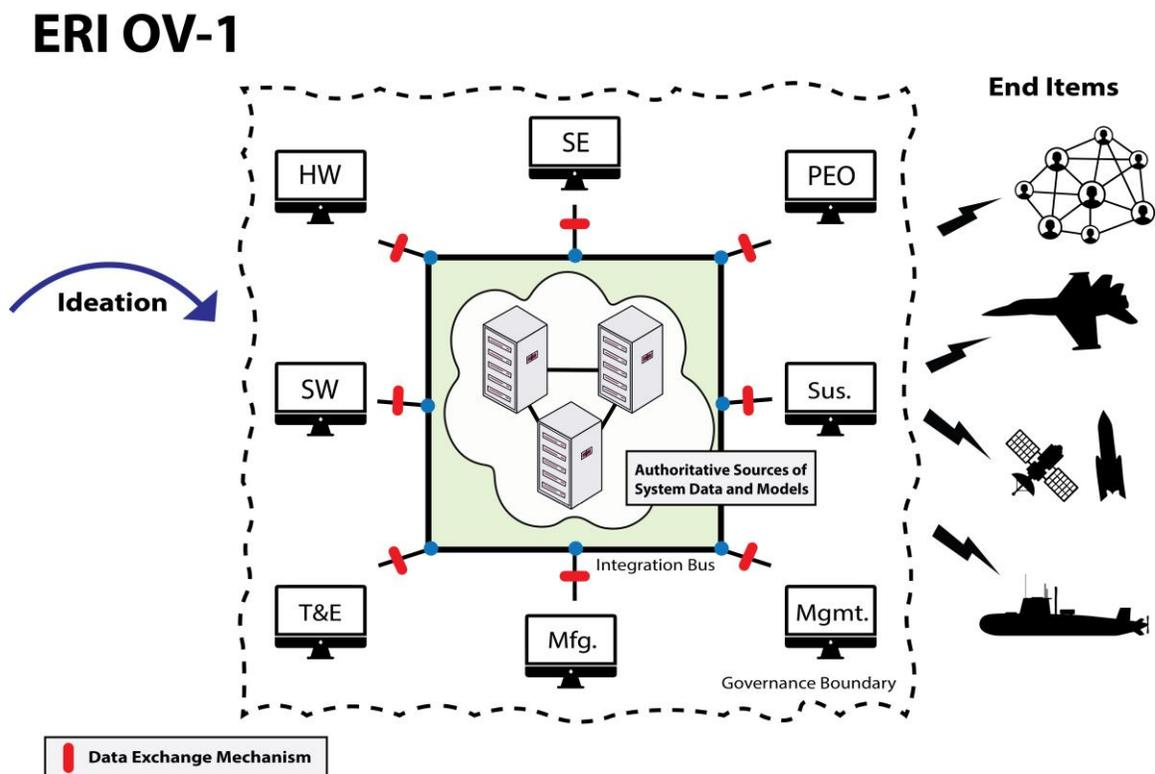 ERI OV-1
End Items
SE
HW
PEO
Ideation
SW
Sus.
Authoritative Sources of
System Data and Models
Integration Bus
T&E
Mfg.
Mgmt.
Governance Boundary
Data Exchange Mechanism